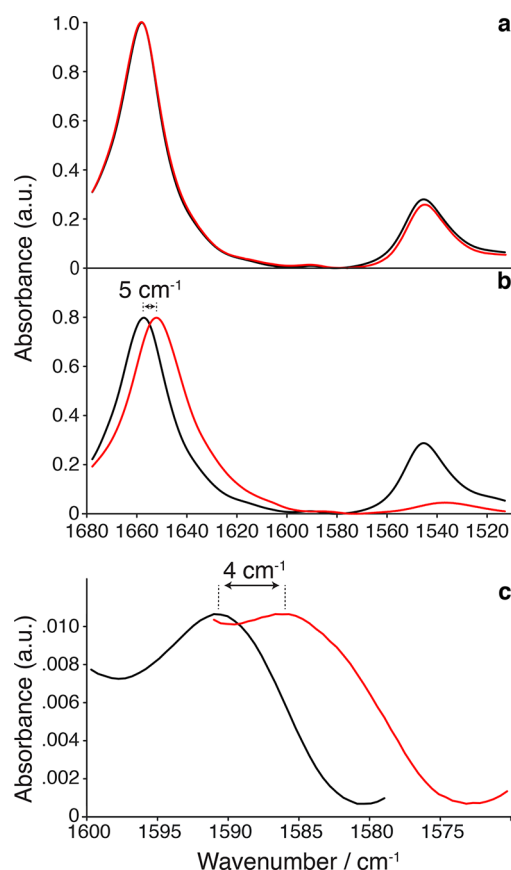 a
1.0
0.8
0.6
0.4
0.2
0
Absorbance (a.u.)
5 cm⁻¹
b
0.8
0.6
0.4
0.2
0
1680 1660 1640 1620 1600 1580 1560 1540 1520
4 cm⁻¹
c
.010
.008
.006
.004
.002
0
Absorbance (a.u.)
1600 1595 1590 1585 1580 1575
Wavenumber / cm⁻¹